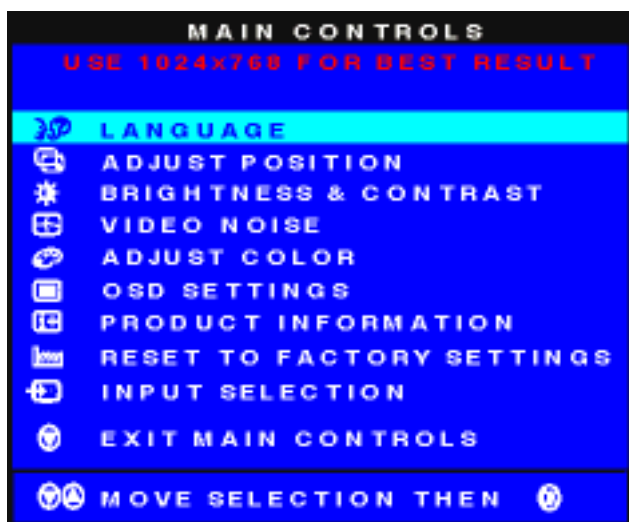 MAIN CONTROLS
USE 1024x768 FOR BEST RESULT
LANGUAGE
ADJUST POSITION
BRIGHTNESS & CONTRAST
VIDEO NOISE
ADJUST COLOR
OSD SETTINGS
PRODUCT INFORMATION
RESET TO FACTORY SETTINGS
INPUT SELECTION
EXIT MAIN CONTROLS
MOVE SELECTION THEN